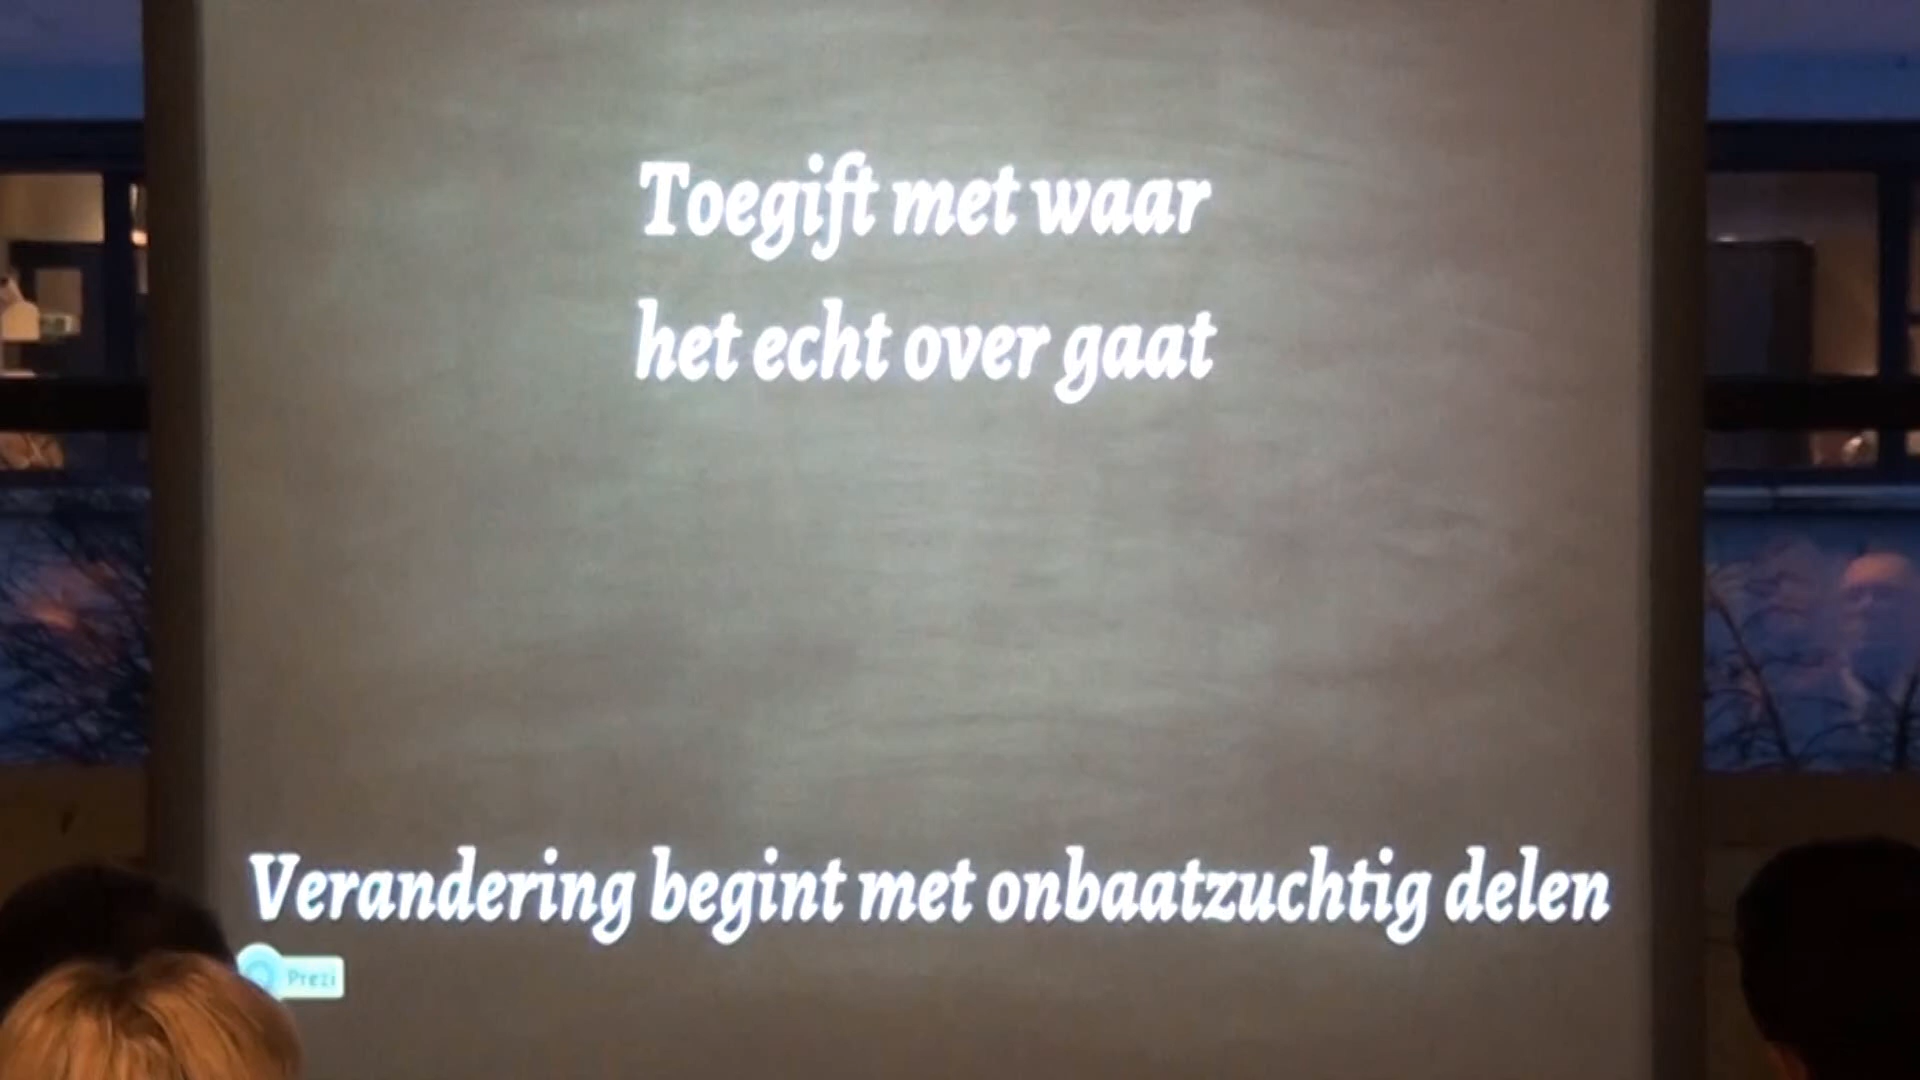 Toegift met waar
het echt over gaat
Verandering begint met onbaatzuchtig delen
Prezi